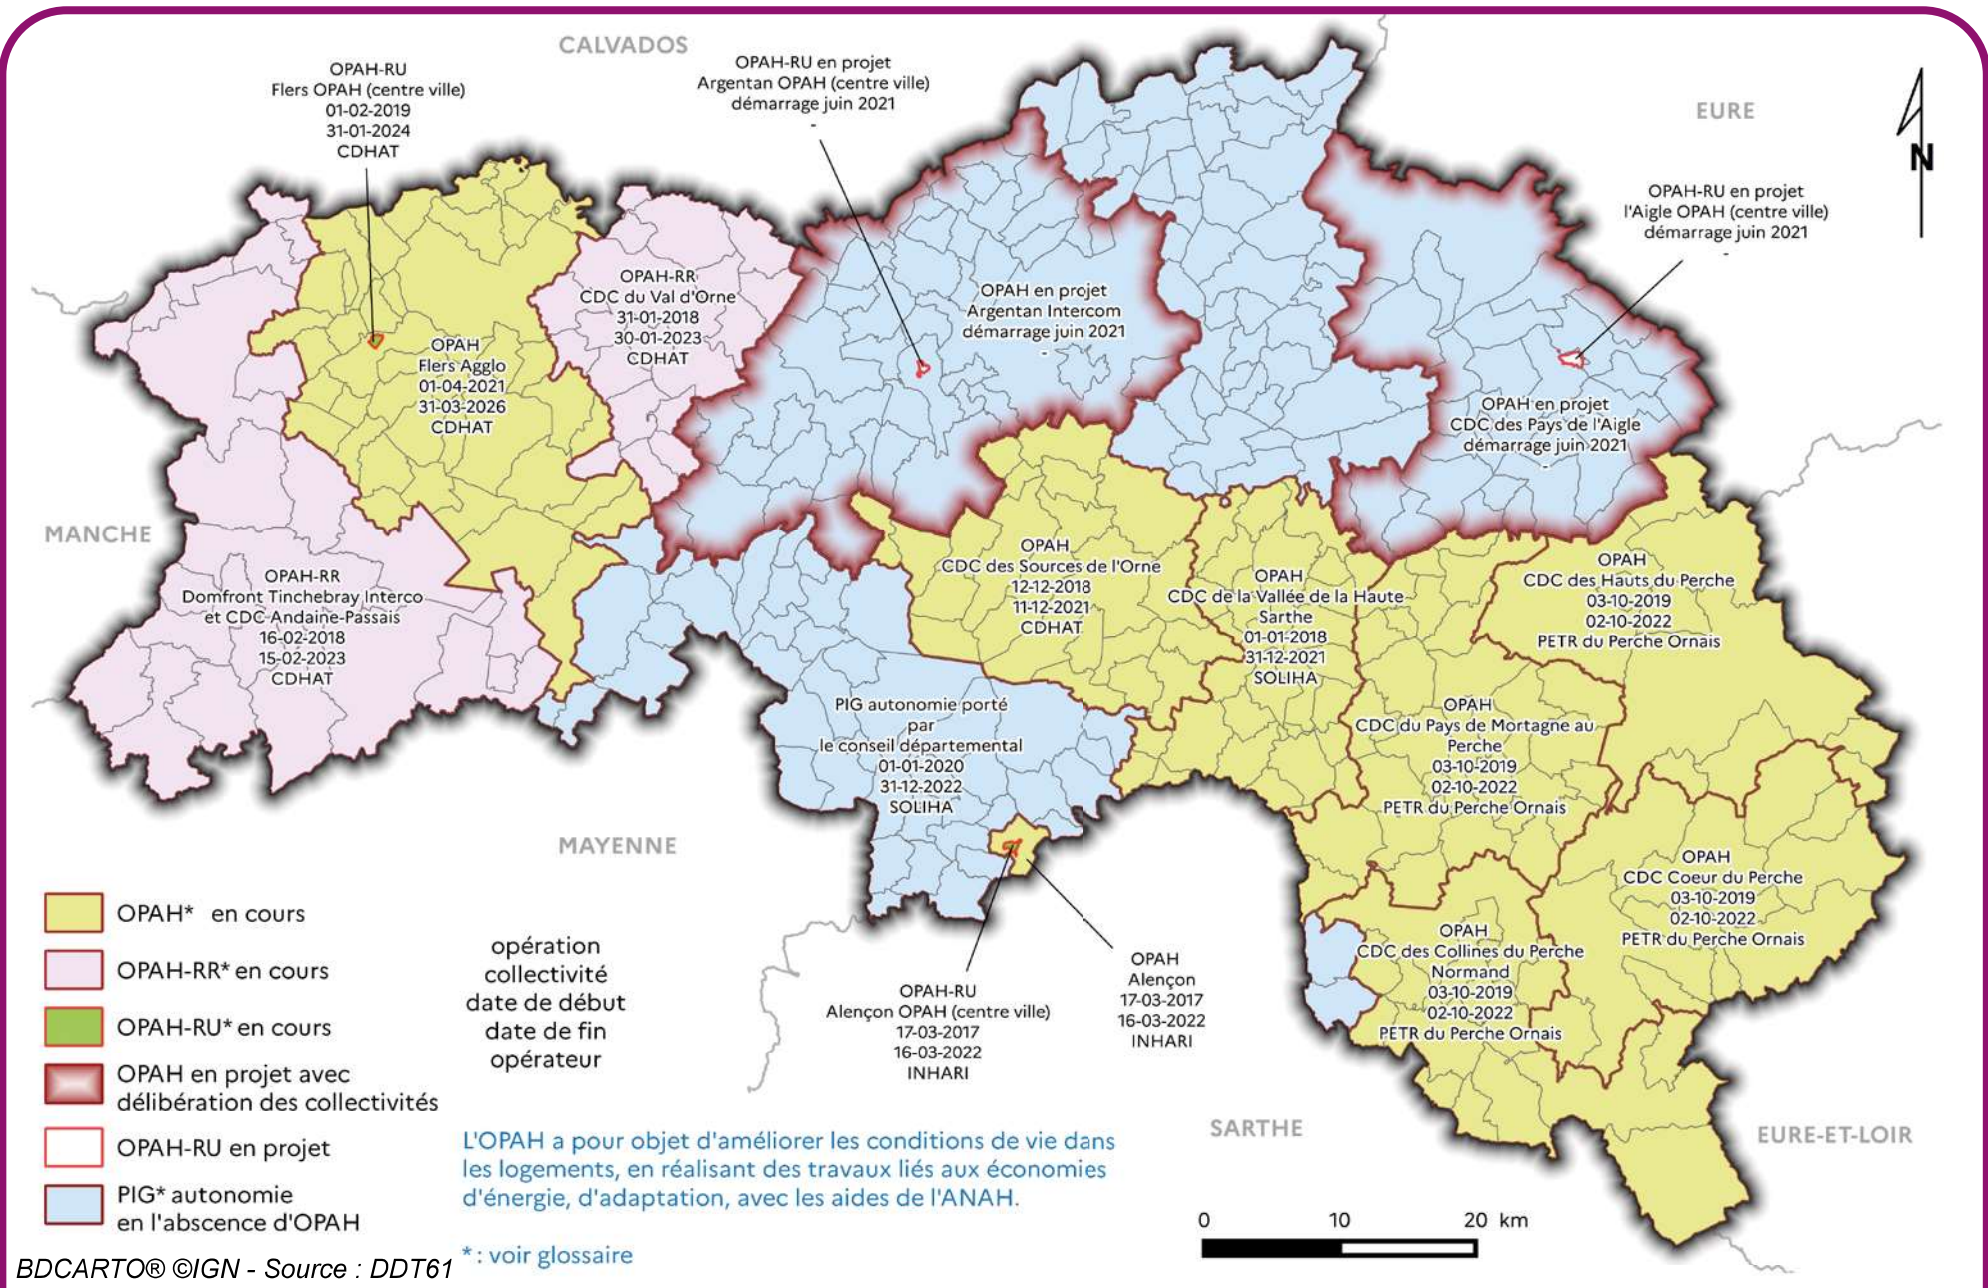 CALVADOS
OPAH-RU
Flers OPAH (centre ville)
01-02-2019
31-01-2024
CDHAT
OPAH-RU en projet
Argentan OPAH (centre ville)
démarrage juin 2021
-
EURE
N
OPAH-RU en projet
l'Aigle OPAH (centre ville)
démarrage juin 2021
-
OPAH-RR
CDC du Val d'Orne
31-01-2018
30-01-2023
CDHAT
OPAH en projet
Argentan Intercom
démarrage juin 2021
-
OPAH
Flers Agglo
01-04-2021
31-03-2026
CDHAT
OPAH en projet
CDC des Pays de l'Aigle
démarrage juin 2021
-
MANCHE
OPAH-RR
Domfront Tinchebray Interco
et CDC Andaine-Passais
16-02-2018
15-02-2023
CDHAT
OPAH
CDC des Sources de l'Orne
12-12-2018
11-12-2021
CDHAT
OPAH
CDC de la Vallée de la Haute
Sarthe
01-01-2018
31-12-2021
SOLIHA
OPAH
CDC des Hauts du Perche
03-10-2019
02-10-2022
PETR du Perche Ornais
PIG autonomie porté
par
le conseil départemental
01-01-2020
31-12-2022
SOLIHA
OPAH
CDC du Pays de Mortagne au
Perche
03-10-2019
02-10-2022
PETR du Perche Ornais
MAYENNE
OPAH
CDC Coeur du Perche
03-10-2019
02-10-2022
PETR du Perche Ornais
OPAH
CDC des Collines du Perche
Normand
03-10-2019
02-10-2022
PETR du Perche Ornais
OPAH-RU
Alençon OPAH (centre ville)
17-03-2017
16-03-2022
INHARI
OPAH
Alençon
17-03-2017
16-03-2022
INHARI
SARTHE
EURE-ET-LOIR
OPAH* en cours
OPAH-RR* en cours
OPAH-RU* en cours
OPAH en projet avec
délibération des collectivités
OPAH-RU en projet
PIG* autonomie
en l'abscence d'OPAH
opération
collectivité
date de début
date de fin
opérateur
L'OPAH a pour objet d'améliorer les conditions de vie dans
les logements, en réalisant des travaux liés aux économies
d'énergie, d'adaptation, avec les aides de l'ANAH.
* : voir glossaire
0 10 20 km
BDCARTO® ©IGN - Source : DDT61